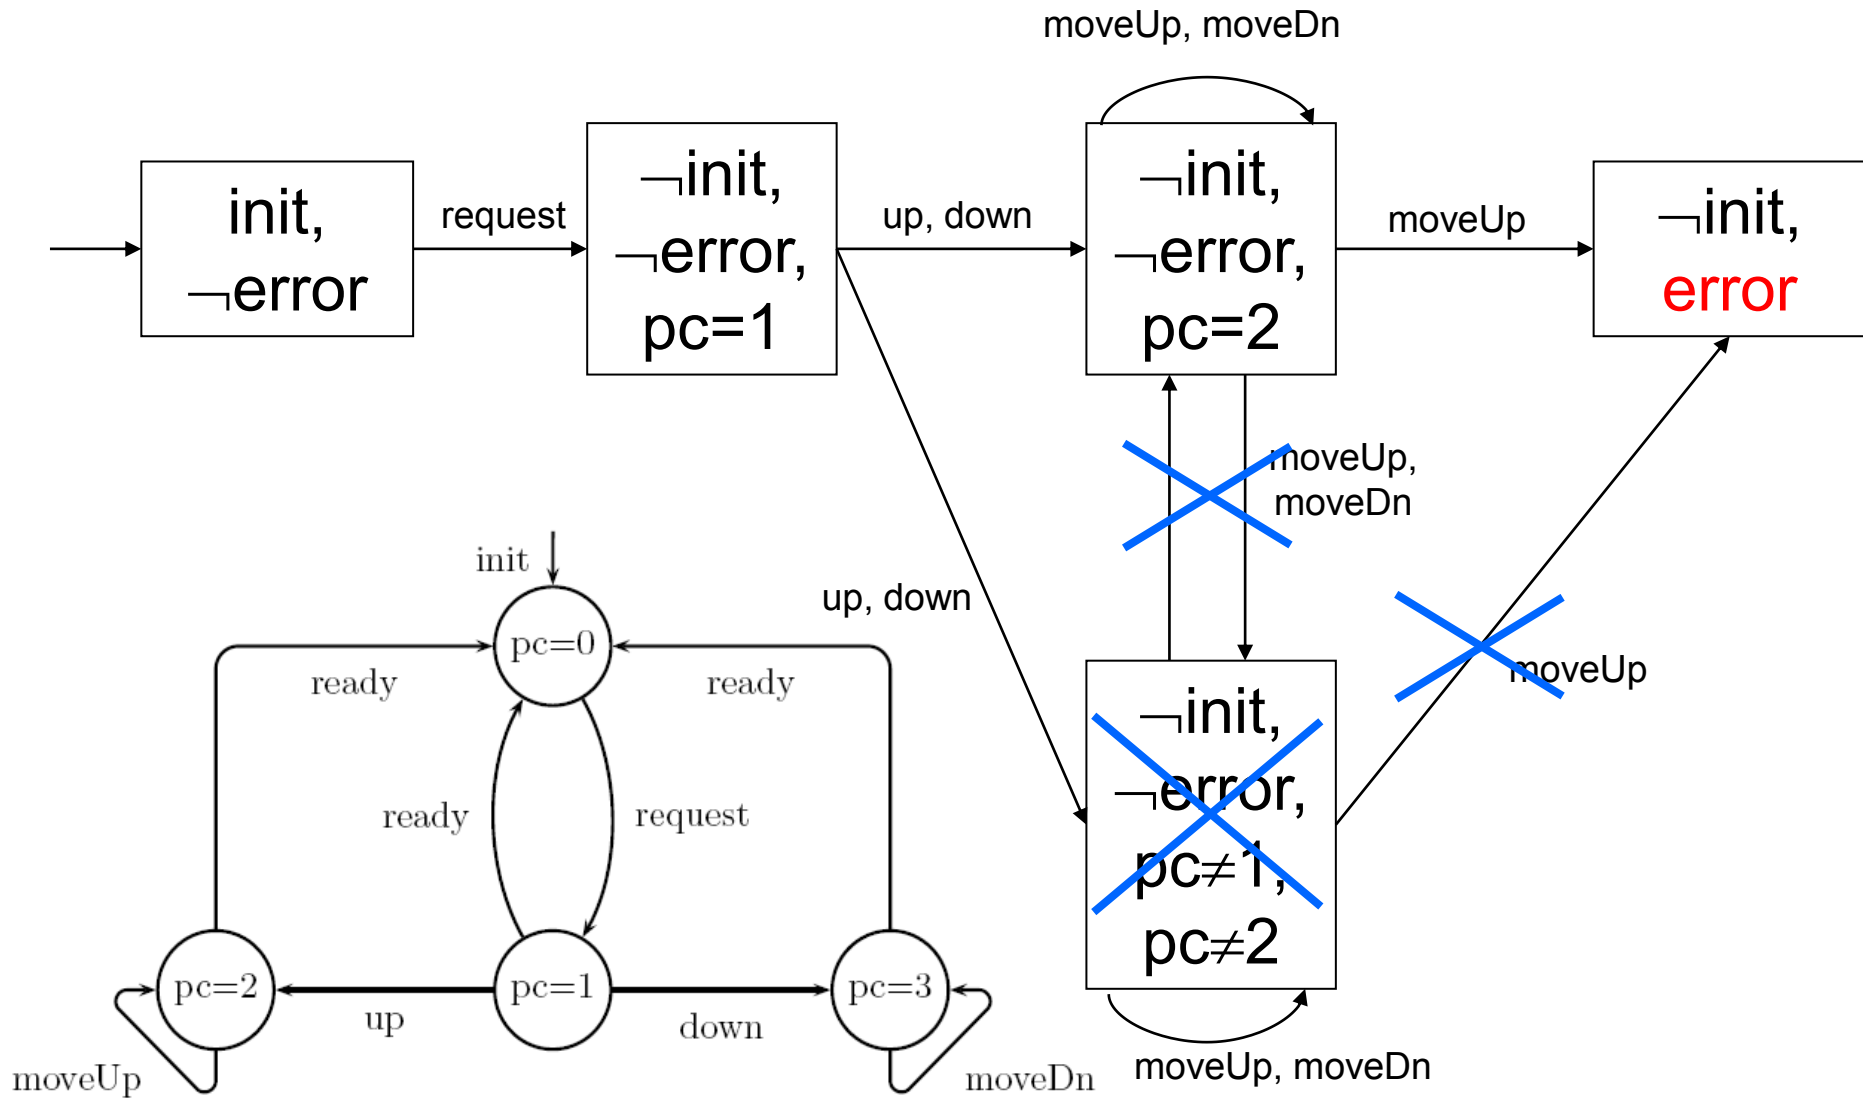 moveUp, moveDn
init,
¬error
request
¬init,
¬error,
pc=1
up, down
¬init,
¬error,
pc=2
moveUp
¬init,
error
moveUp,
moveDn
up, down
moveUp
¬init,
¬error,
pc≠1,
pc≠2
moveUp, moveDn
init
pc=0
ready
ready
ready
request
pc=2
pc=1
pc=3
up
down
moveUp
moveDn